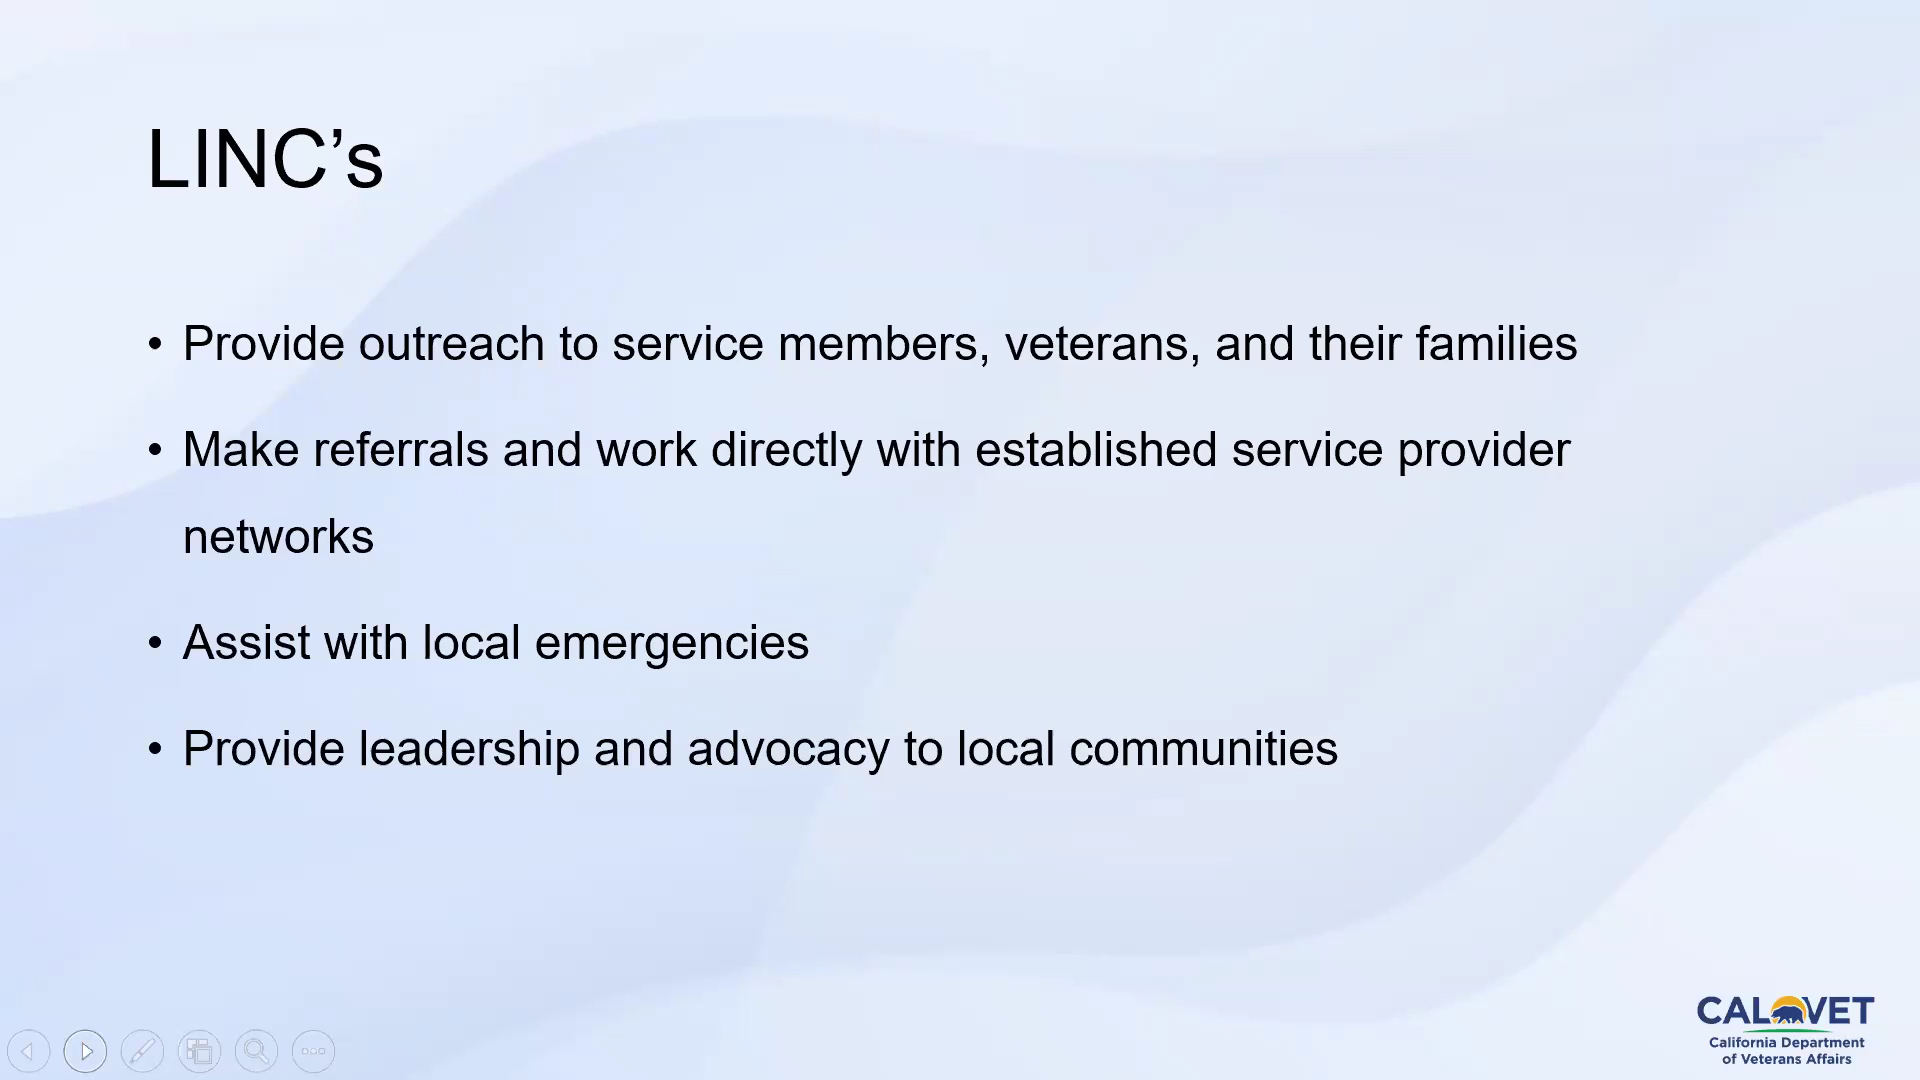 LINC’s
• Provide outreach to service members, veterans, and their families
• Make referrals and work directly with established service provider
networks
• Assist with local emergencies
• Provide leadership and advocacy to local communities
CALVET
California Department
of Veterans Affairs